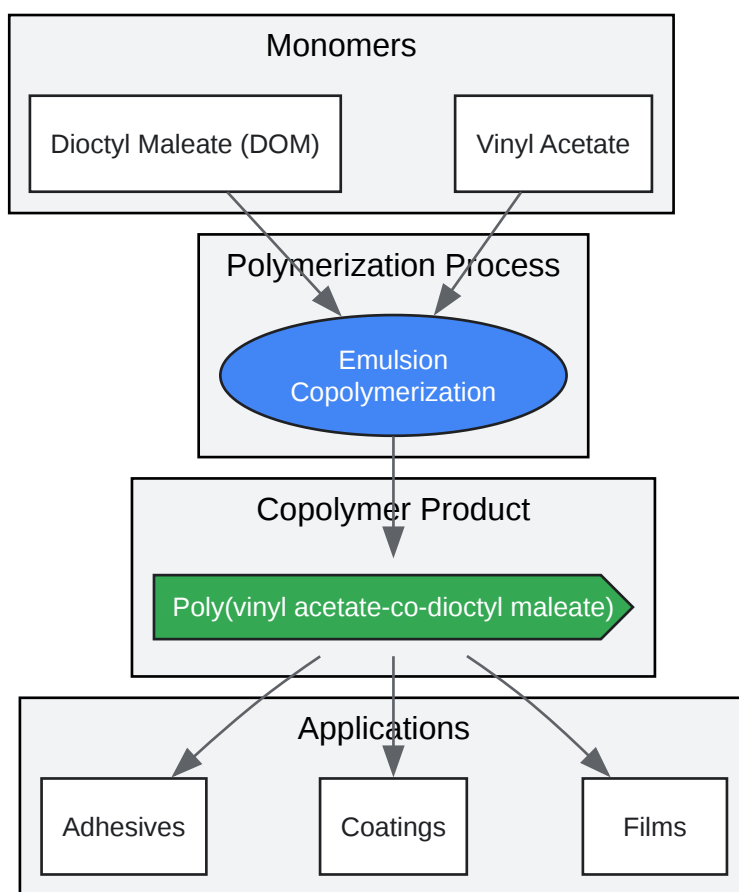 Monomers
Dioctyl Maleate (DOM)
Vinyl Acetate
Polymerization Process
Emulsion
Copolymerization
Copolymer Product
Poly(vinyl acetate-co-dioctyl maleate)
Applications
Adhesives
Coatings
Films